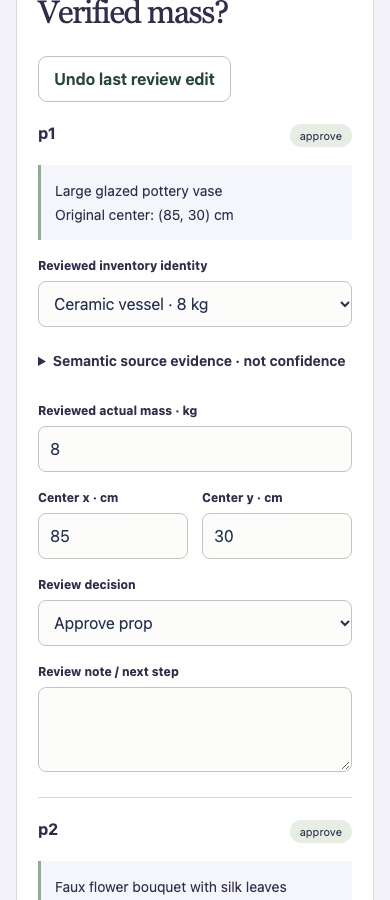 Verified mass?
Undo last review edit
p1
approve
Large glazed pottery vase
Original center: (85, 30) cm
Reviewed inventory identity
Ceramic vessel · 8 kg
Semantic source evidence · not confidence
Reviewed actual mass · kg
8
Center x · cm
Center y · cm
85
30
Review decision
Approve prop
Review note / next step
p2
approve
Faux flower bouquet with silk leaves